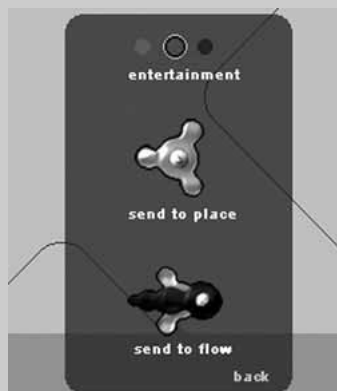 entertainment
send to place
send to flow
back